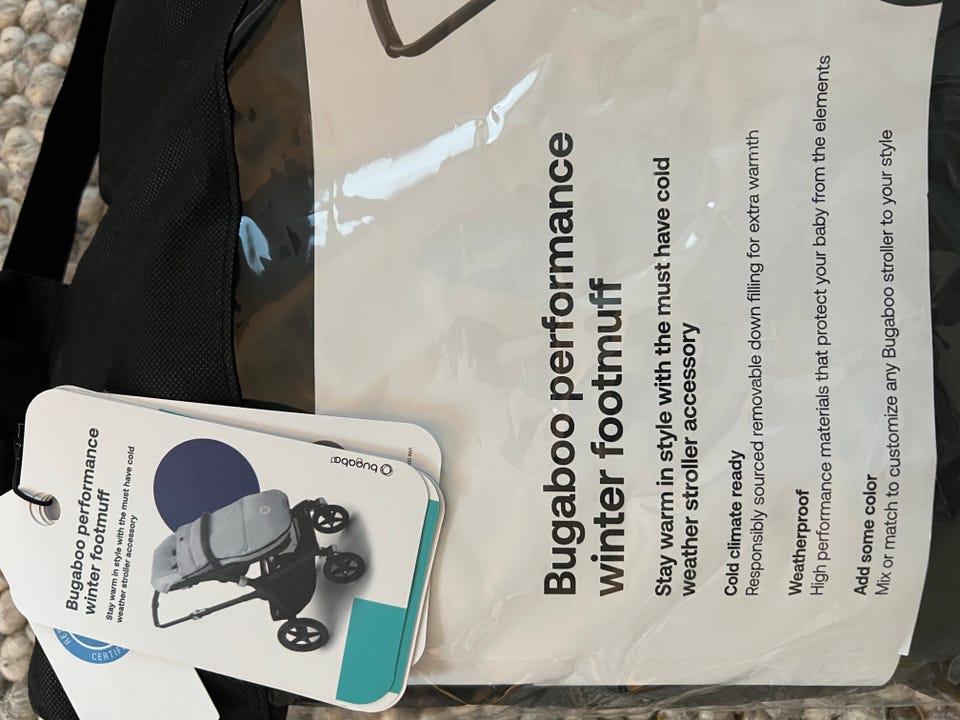 Bugaboo performance
winter footmuff
Stay warm in style with the must have cold
weather stroller accessory
Cold climate ready
Responsibly sourced removable down filling for extra warmth
Weatherproof
High performance materials that protect your baby from the elements
Add some color
Mix or match to customize any Bugaboo stroller to your style
Bugaboo performance
winter footmuff
Stay warm in style with the must have cold
weather stroller accessory
bugaboo